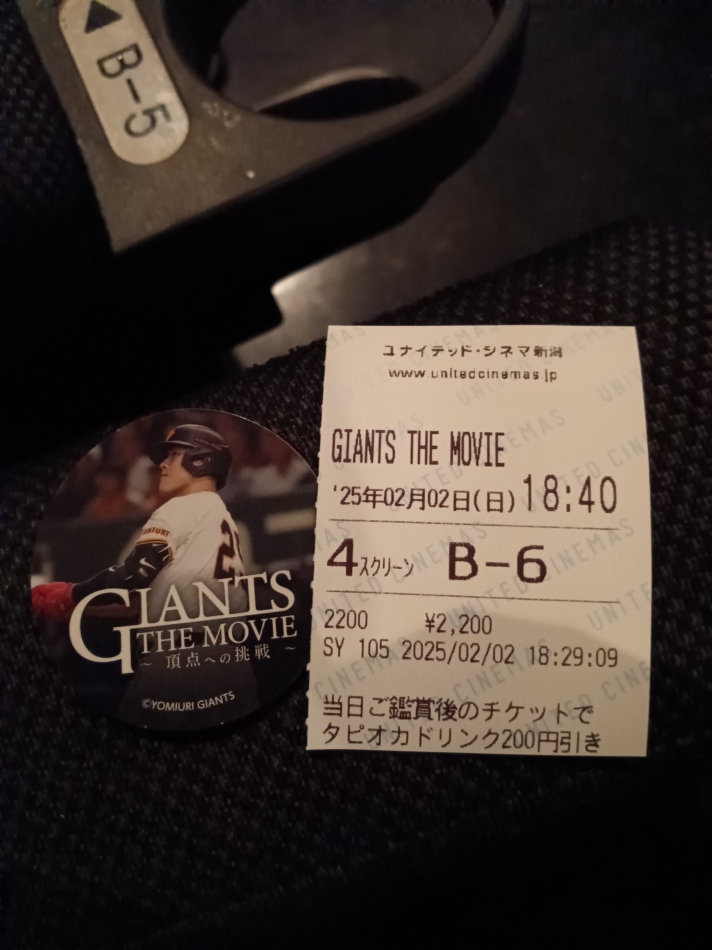 B-5
ユナイテッド・シネマ新潟
www.unitedcinemas.jp
GIANTS THE MOVIE
'25年02月02日(日) 18:40
4スクリーン B-6
2200 ¥2,200
SY 105 2025/02/02 18:29:09
当日ご鑑賞後のチケットで
タピオカドリンク200円引き
UNITED CINEMAS
GIANTS
THE MOVIE
~ 頂点への挑戦 ~
©YOMIURI GIANTS